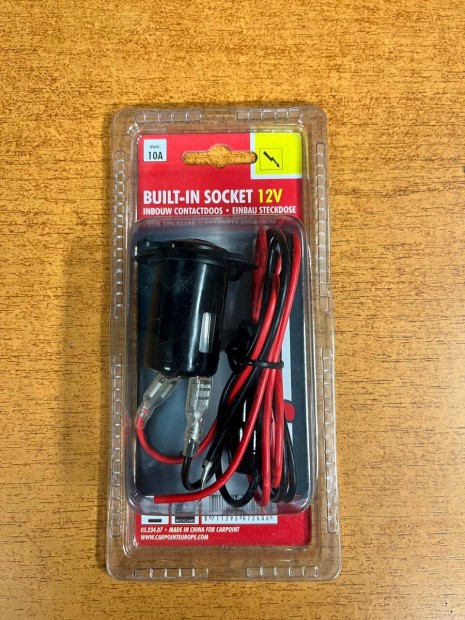 max.
10A
BUILT-IN SOCKET 12V
INBOUW CONTACTDOOS • EINBAU STECKDOSE
05.234.07 • MADE IN CHINA FOR CARPOINT
WWW.CARPOINTEUROPE.COM